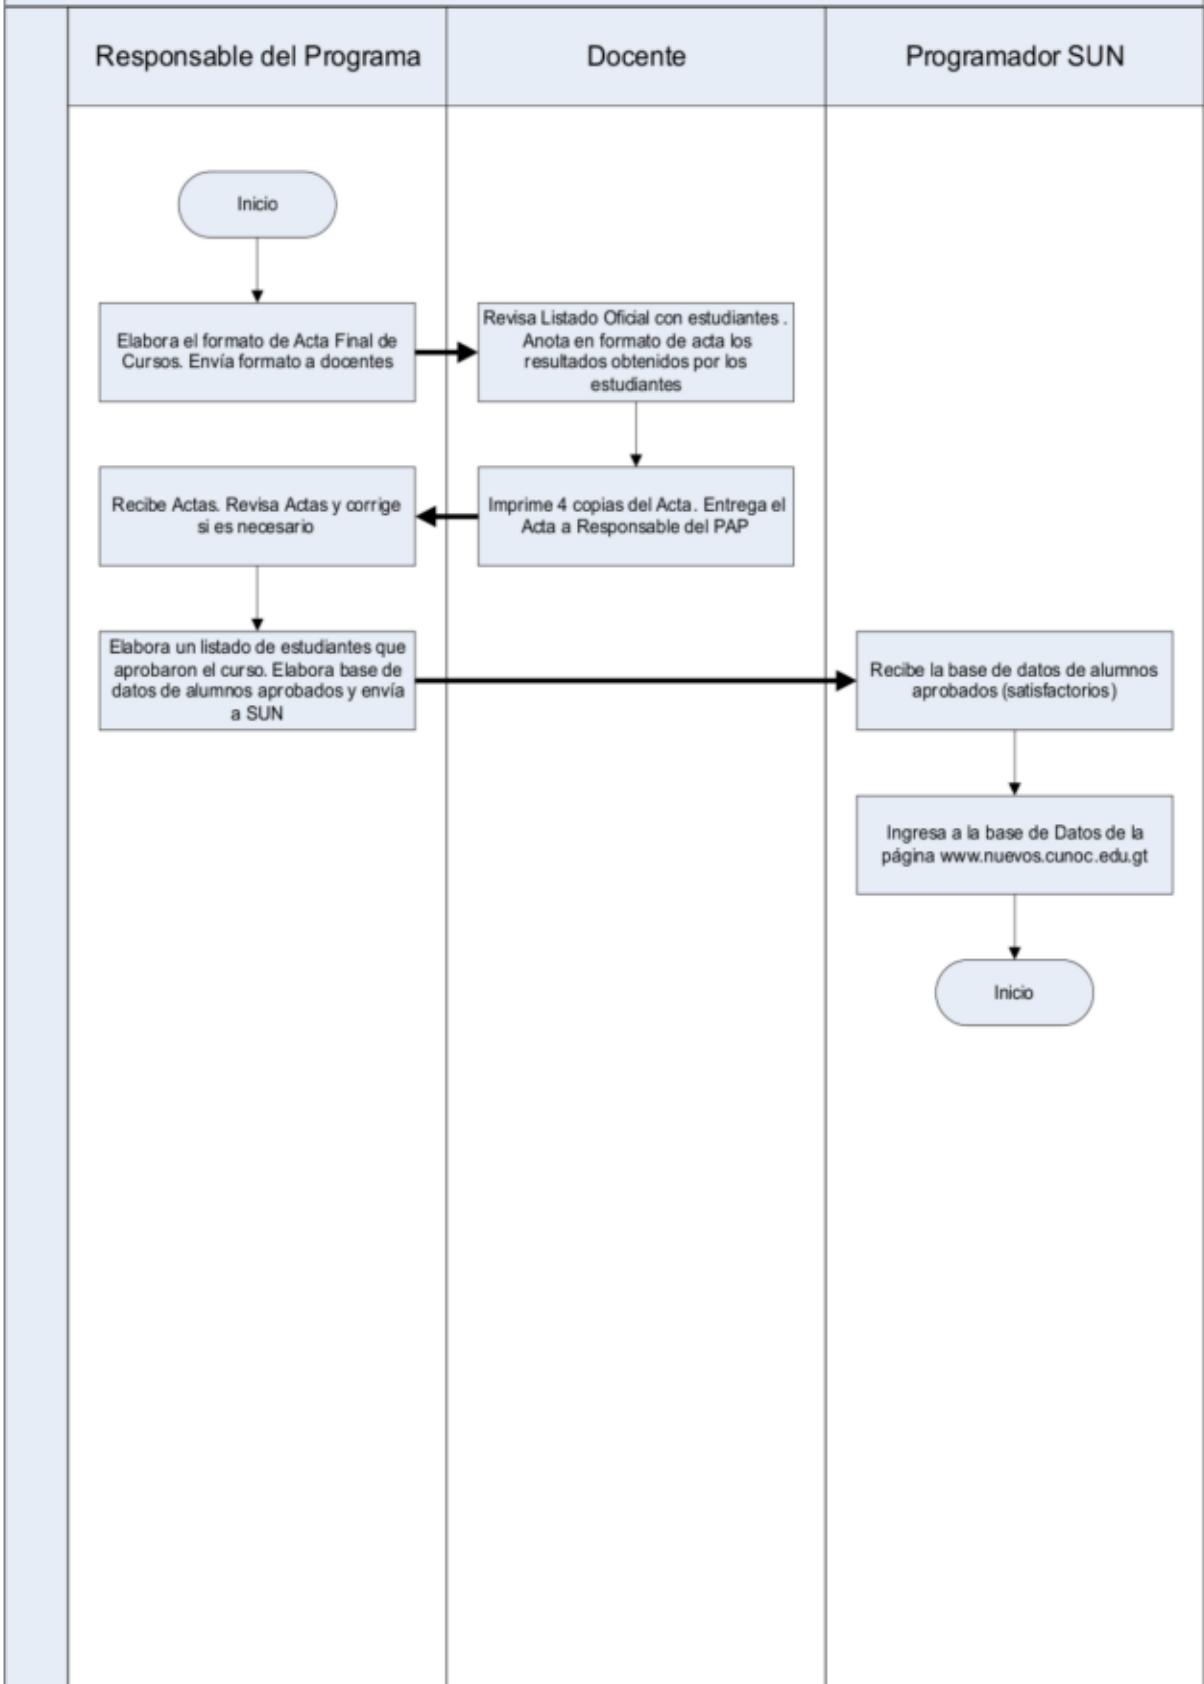 Responsable del Programa
Docente
Programador SUN
Inicio
Elabora el formato de Acta Final de
Cursos. Envía formato a docentes
Revisa Listado Oficial con estudiantes .
Anota en formato de acta los
resultados obtenidos por los
estudiantes
Recibe Actas. Revisa Actas y corrige
si es necesario
Imprime 4 copias del Acta. Entrega el
Acta a Responsable del PAP
Elabora un listado de estudiantes que
aprobaron el curso. Elabora base de
datos de alumnos aprobados y envía
a SUN
Recibe la base de datos de alumnos
aprobados (satisfactorios)
Ingresa a la base de Datos de la
página www.nuevos.cunoc.edu.gt
Inicio